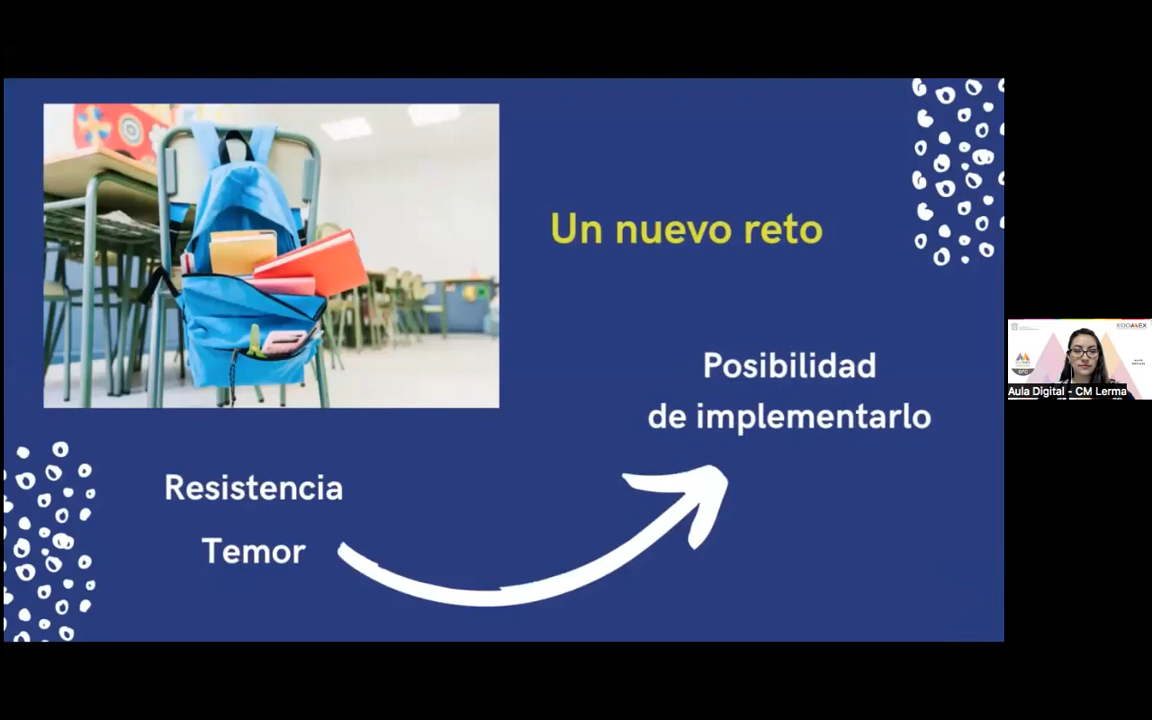 Un nuevo reto
Posibilidad
de implementarlo
Resistencia
Temor
EDOMÉX
Aula Digital - CM Lerma